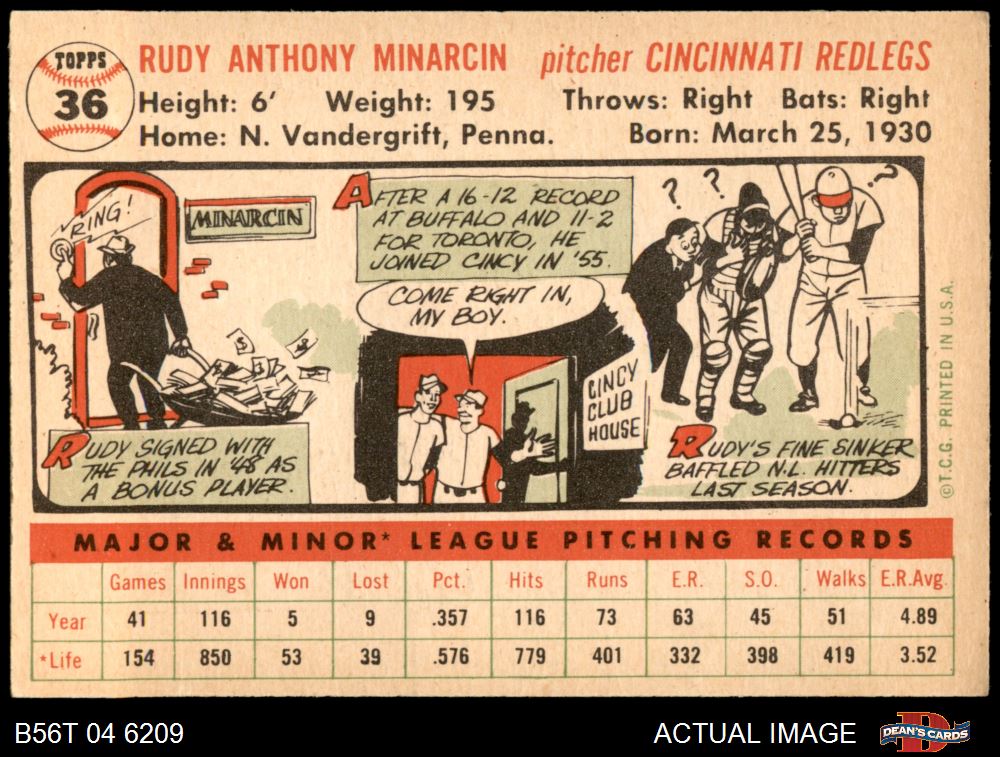 TOPPS
36
RUDY ANTHONY MINARCIN pitcher CINCINNATI REDLEGS
Height: 6' Weight: 195 Throws: Right Bats: Right
Home: N. Vandergrift, Penna. Born: March 25, 1930
RING!
MINARCIN
RUDY SIGNED WITH
THE PHILS IN '48 AS
A BONUS PLAYER.
AFTER A 16-12 RECORD
AT BUFFALO AND 11-2
FOR TORONTO, HE
JOINED CINCY IN '55.
COME RIGHT IN,
MY BOY.
CINCY
CLUB
HOUSE
? ? ?
RUDY'S FINE SINKER
BAFFLED N.L. HITTERS
LAST SEASON.
©T.C.G. PRINTED IN U.S.A.
MAJOR & MINOR* LEAGUE PITCHING RECORDS
Games Innings Won Lost Pct. Hits Runs E.R. S.O. Walks E.R.Avg.
Year 41 116 5 9 .357 116 73 63 45 51 4.89
*Life 154 850 53 39 .576 779 401 332 398 419 3.52
B56T 04 6209 ACTUAL IMAGE DEAN'S CARDS